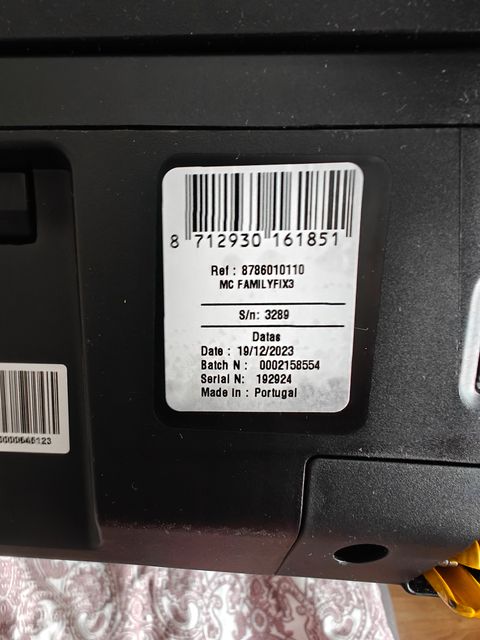 8 712930 161851
Ref : 8786010110
MC FAMILYFIX3
S/n: 3289
Datas
Date : 19/12/2023
Batch N : 0002158554
Serial N: 192924
Made in : Portugal